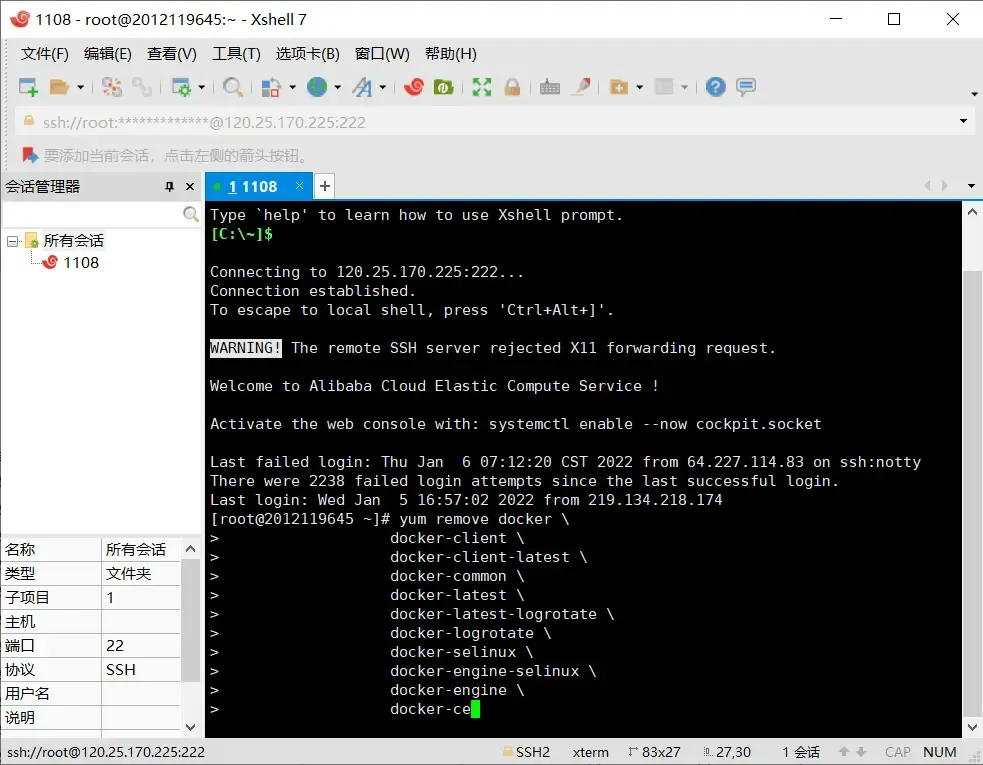 1108 - root@2012119645:~ - Xshell 7
文件(F) 编辑(E) 查看(V) 工具(T) 选项卡(B) 窗口(W) 帮助(H)
ssh://root:*************@120.25.170.225:222
要添加当前会话，点击左侧的箭头按钮。
会话管理器
1 1108
所有会话
1108
名称 所有会话
类型 文件夹
子项目 1
主机
端口 22
协议 SSH
用户名
说明
Type `help' to learn how to use Xshell prompt.
[C:\~]$
Connecting to 120.25.170.225:222...
Connection established.
To escape to local shell, press 'Ctrl+Alt+]'.
WARNING! The remote SSH server rejected X11 forwarding request.
Welcome to Alibaba Cloud Elastic Compute Service !
Activate the web console with: systemctl enable --now cockpit.socket
Last failed login: Thu Jan  6 07:12:20 CST 2022 from 64.227.114.83 on ssh:notty
There were 2238 failed login attempts since the last successful login.
Last login: Wed Jan  5 16:57:02 2022 from 219.134.218.174
[root@2012119645 ~]# yum remove docker \
>                   docker-client \
>                   docker-client-latest \
>                   docker-common \
>                   docker-latest \
>                   docker-latest-logrotate \
>                   docker-logrotate \
>                   docker-selinux \
>                   docker-engine-selinux \
>                   docker-engine \
>                   docker-ce
ssh://root@120.25.170.225:222 SSH2 xterm 83x27 27,30 1 会话 CAP NUM